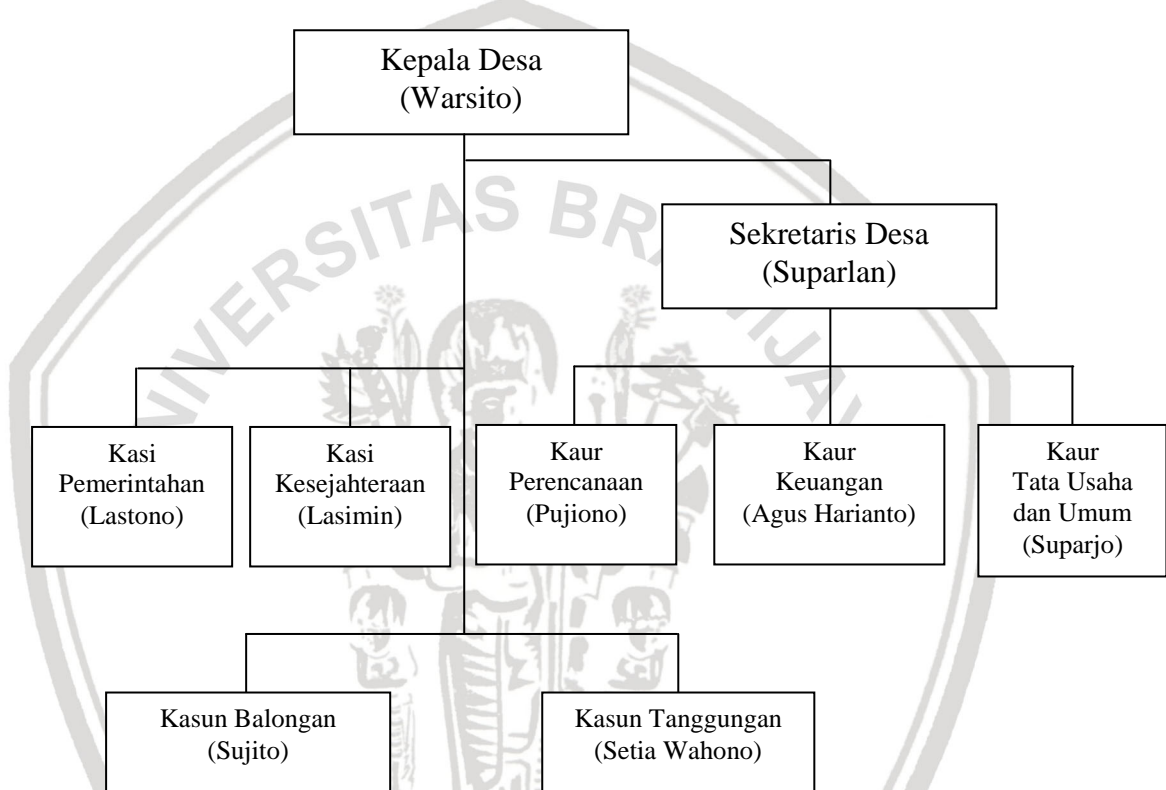 Kepala Desa
(Warsito)
Sekretaris Desa
(Suparlan)
Kasi
Pemerintahan
(Lastono)
Kasi
Kesejahteraan
(Lasimin)
Kaur
Perencanaan
(Pujiono)
Kaur
Keuangan
(Agus Harianto)
Kaur
Tata Usaha
dan Umum
(Suparjo)
Kasun Balongan
(Sujito)
Kasun Tanggungan
(Setia Wahono)